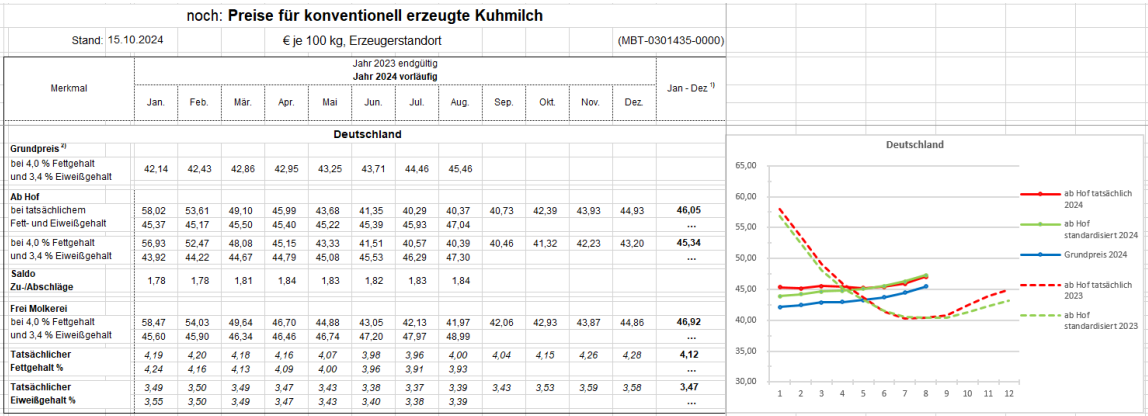 noch: Preise für konventionell erzeugte Kuhmilch
Stand: 15.10.2024 € je 100 kg, Erzeugerstandort (MBT-0301435-0000)
Merkmal
Jahr 2023 endgültig
Jahr 2024 vorläufig
Jan - Dez ¹⁾
Jan. Feb. Mär. Apr. Mai Jun. Jul. Aug. Sep. Okt. Nov. Dez.
Deutschland
Grundpreis ²⁾
bei 4,0 % Fettgehalt
und 3,4 % Eiweißgehalt
42,14 42,43 42,86 42,95 43,25 43,71 44,46 45,46
Ab Hof
bei tatsächlichem 58,02 53,61 49,10 45,99 43,68 41,35 40,29 40,37 40,73 42,39 43,93 44,93 46,05
Fett- und Eiweißgehalt 45,37 45,17 45,50 45,40 45,22 45,39 45,93 47,04 ...
bei 4,0 % Fettgehalt 56,93 52,47 48,08 45,15 43,33 41,51 40,57 40,39 40,46 41,32 42,23 43,20 45,34
und 3,4 % Eiweißgehalt 43,92 44,22 44,67 44,79 45,08 45,53 46,29 47,30 ...
Saldo
Zu-/Abschläge
1,78 1,78 1,81 1,84 1,83 1,82 1,83 1,84
Frei Molkerei
bei 4,0 % Fettgehalt 58,47 54,03 49,64 46,70 44,88 43,05 42,13 41,97 42,06 42,93 43,87 44,86 46,92
und 3,4 % Eiweißgehalt 45,60 45,90 46,34 46,46 46,74 47,20 47,97 48,99 ...
Tatsächlicher 4,19 4,20 4,18 4,16 4,07 3,98 3,96 4,00 4,04 4,15 4,26 4,28 4,12
Fettgehalt % 4,24 4,16 4,13 4,09 4,00 3,96 3,91 3,93 ...
Tatsächlicher 3,49 3,50 3,49 3,47 3,43 3,38 3,37 3,39 3,43 3,53 3,59 3,58 3,47
Eiweißgehalt % 3,55 3,50 3,49 3,47 3,43 3,40 3,38 3,39 ...
Deutschland
65,00
60,00
55,00
50,00
45,00
40,00
35,00
30,00
1 2 3 4 5 6 7 8 9 10 11 12
ab Hof tatsächlich
2024
ab Hof
standardisiert 2024
Grundpreis 2024
ab Hof tatsächlich
2023
ab Hof
standardisiert 2023